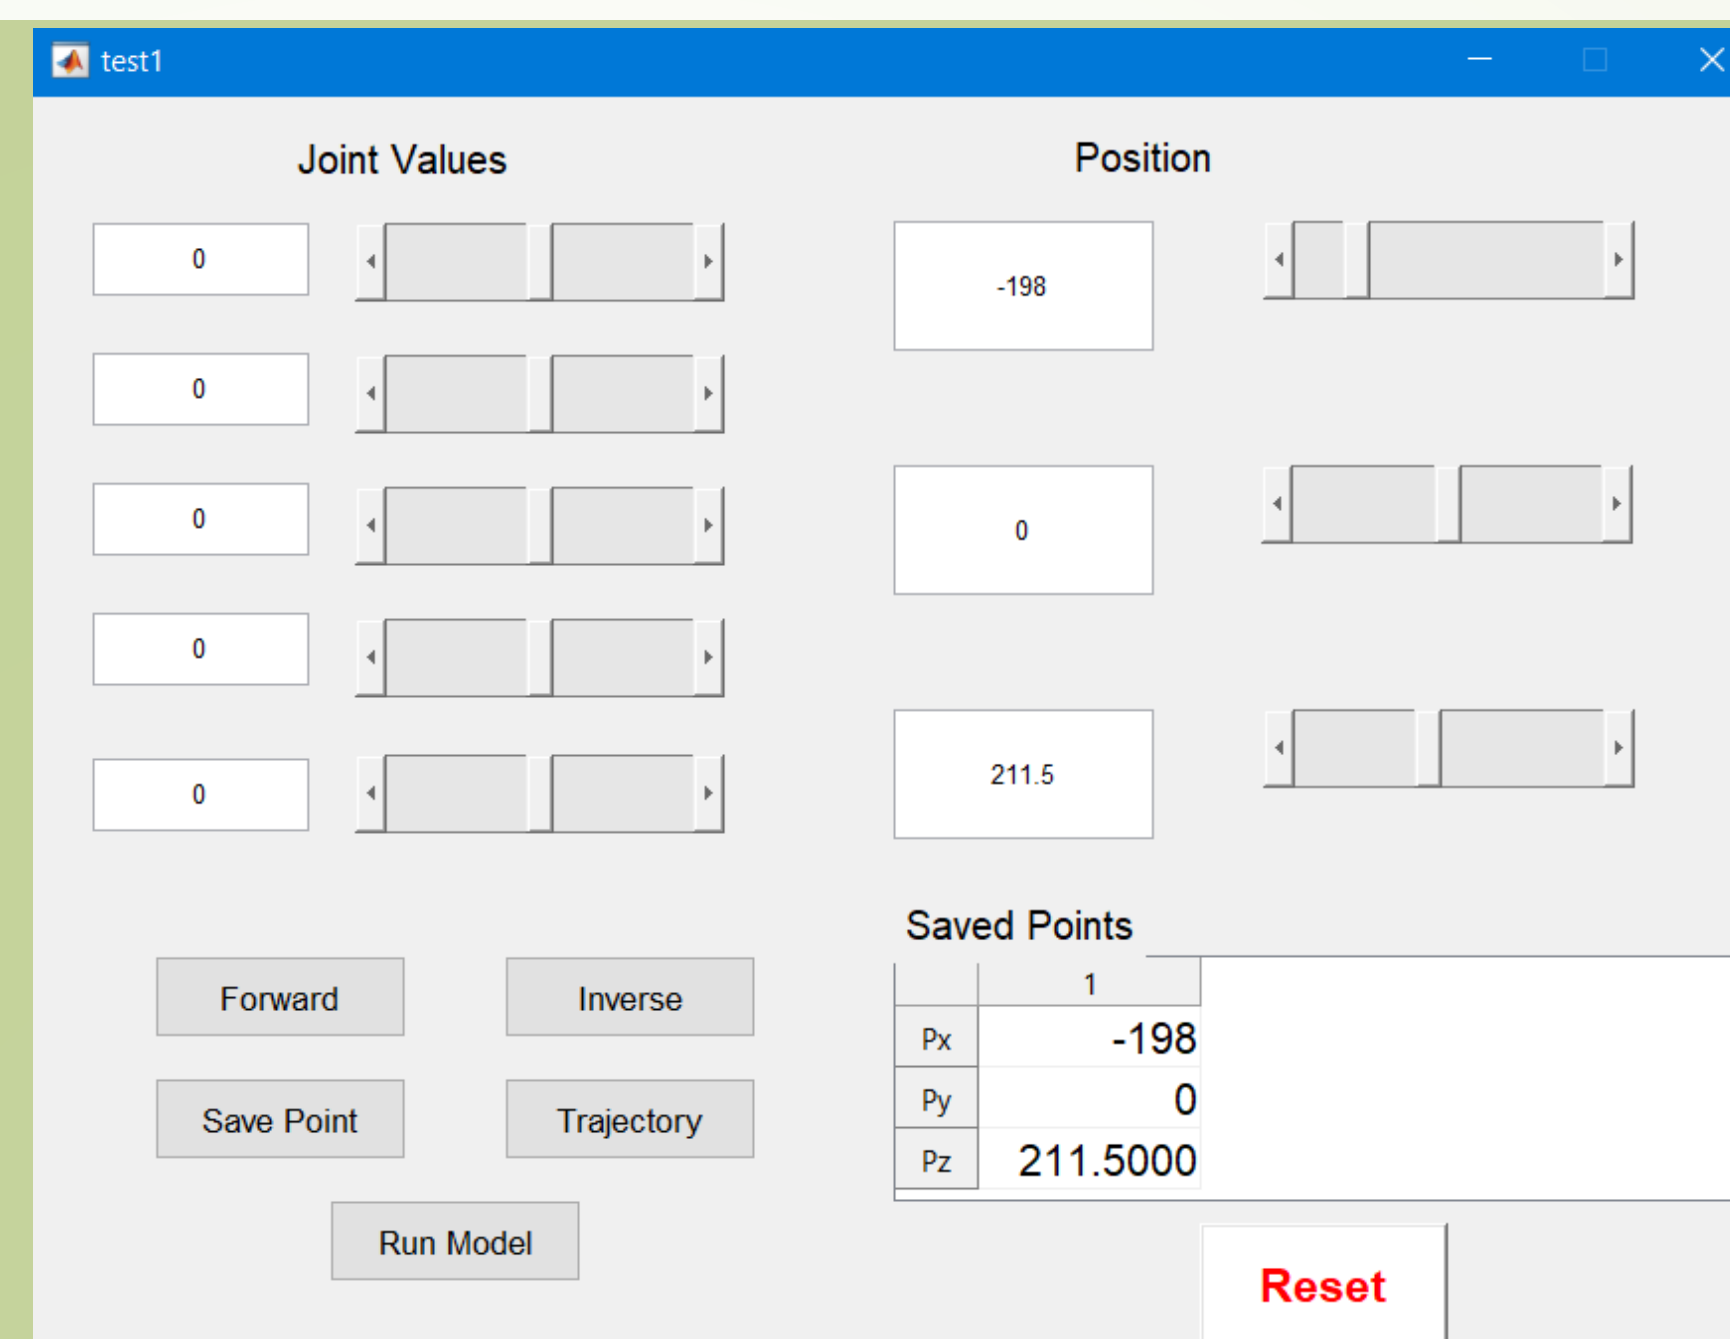 test1
Joint Values
Position
0
-198
0
0
0
0
211.5
0
Saved Points
1
Px -198
Py 0
Pz 211.5000
Forward
Inverse
Save Point
Trajectory
Run Model
Reset